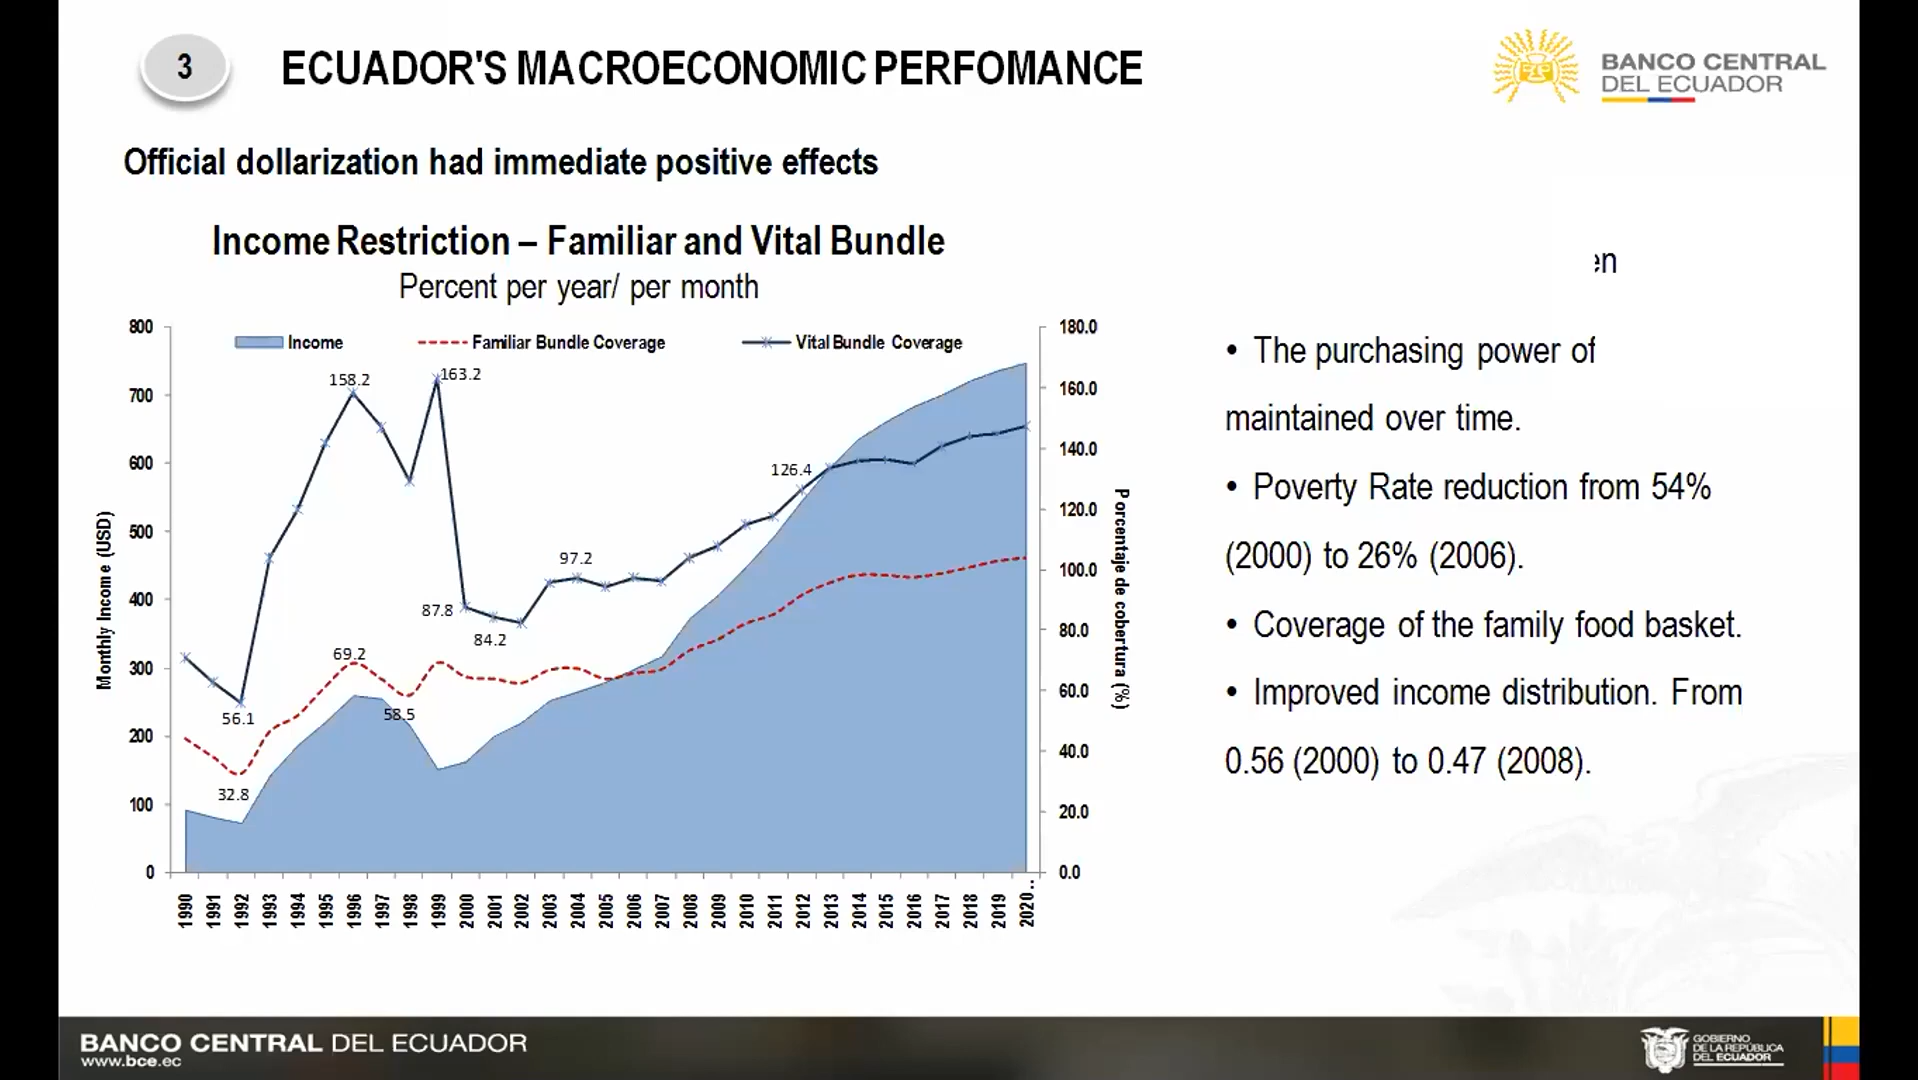 3
ECUADOR'S MACROECONOMIC PERFOMANCE
BANCO CENTRAL
DEL ECUADOR
Official dollarization had immediate positive effects
Income Restriction – Familiar and Vital Bundle
Percent per year/ per month
Income
Familiar Bundle Coverage
Vital Bundle Coverage
800
700
600
500
400
300
200
100
0
Monthly Income (USD)
158.2
163.2
126.4
97.2
87.8
84.2
69.2
58.5
56.1
32.8
180.0
160.0
140.0
120.0
100.0
80.0
60.0
40.0
20.0
0.0
Porcentaje de cobertura (%)
1990
1991
1992
1993
1994
1995
1996
1997
1998
1999
2000
2001
2002
2003
2004
2005
2006
2007
2008
2009
2010
2011
2012
2013
2014
2015
2016
2017
2018
2019
2020..
• The purchasing power of
maintained over time.
• Poverty Rate reduction from 54%
(2000) to 26% (2006).
• Coverage of the family food basket.
• Improved income distribution. From
0.56 (2000) to 0.47 (2008).
BANCO CENTRAL DEL ECUADOR
www.bce.ec
GOBIERNO
DE LA REPÚBLICA
DEL ECUADOR